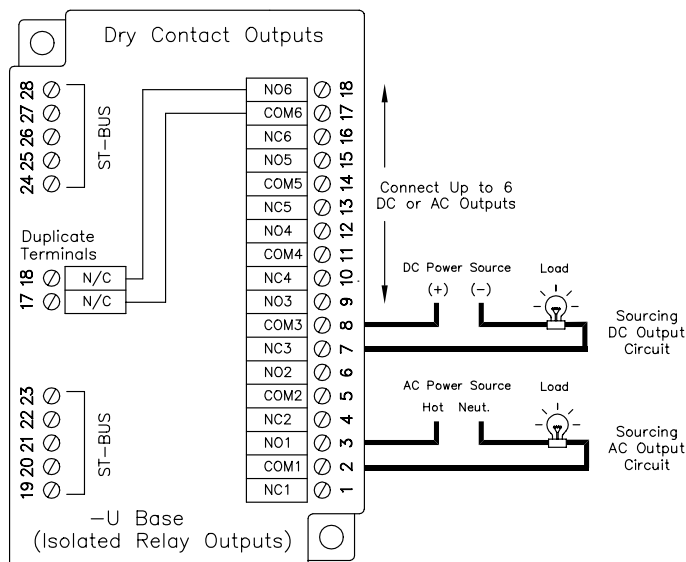 Dry Contact Outputs
28
27
26
25
24
ST-BUS
Duplicate
Terminals
18 N/C
17 N/C
23
22
21
20
19
ST-BUS
NO6 18
COM6 17
NC6 16
NO5 15
COM5 14
NC5 13
NO4 12
COM4 11
NC4 10
NO3 9
COM3 8
NC3 7
NO2 6
COM2 5
NC2 4
NO1 3
COM1 2
NC1 1
Connect Up to 6
DC or AC Outputs
DC Power Source Load
(+) (-)
Sourcing
DC Output
Circuit
AC Power Source Load
Hot Neut.
Sourcing
AC Output
Circuit
-U Base
(Isolated Relay Outputs)